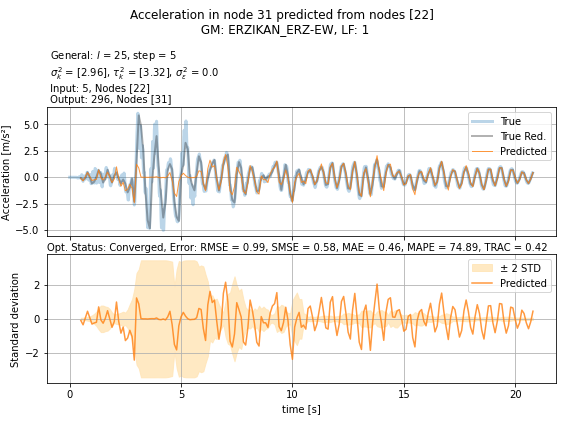 Acceleration in node 31 predicted from nodes [22]
GM: ERZIKAN_ERZ-EW, LF: 1
General: l = 25, step = 5
σ²ₖ = [2.96], τ²ₖ = [3.32], σ²_ε = 0.0
Input: 5, Nodes [22]
Output: 296, Nodes [31]
Acceleration [m/s²]
5.0
2.5
0.0
−2.5
−5.0
True
True Red.
Predicted
Opt. Status: Converged, Error: RMSE = 0.99, SMSE = 0.58, MAE = 0.46, MAPE = 74.89, TRAC = 0.42
Standard deviation
2
0
−2
± 2 STD
Predicted
0 5 10 15 20
time [s]